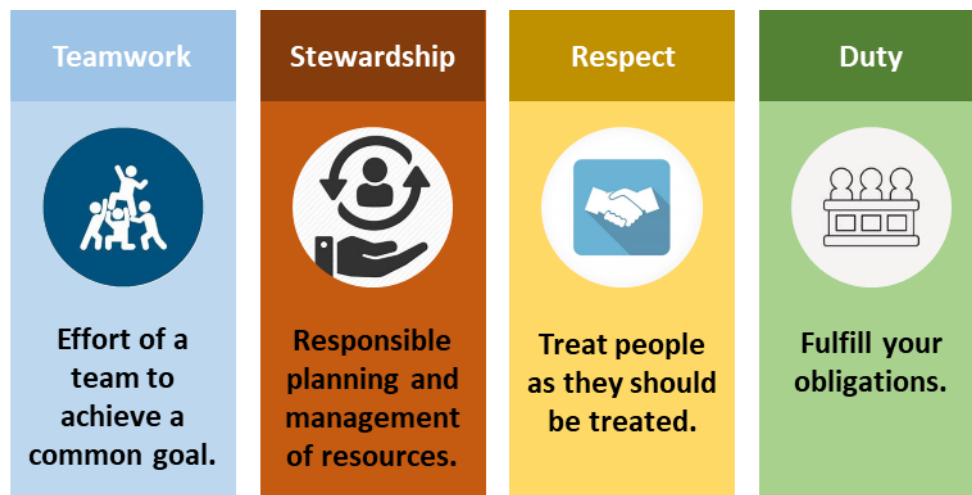 Teamwork
Effort of a
team to
achieve a
common goal.
Stewardship
Responsible
planning and
management
of resources.
Respect
Treat people
as they should
be treated.
Duty
Fulfill your
obligations.